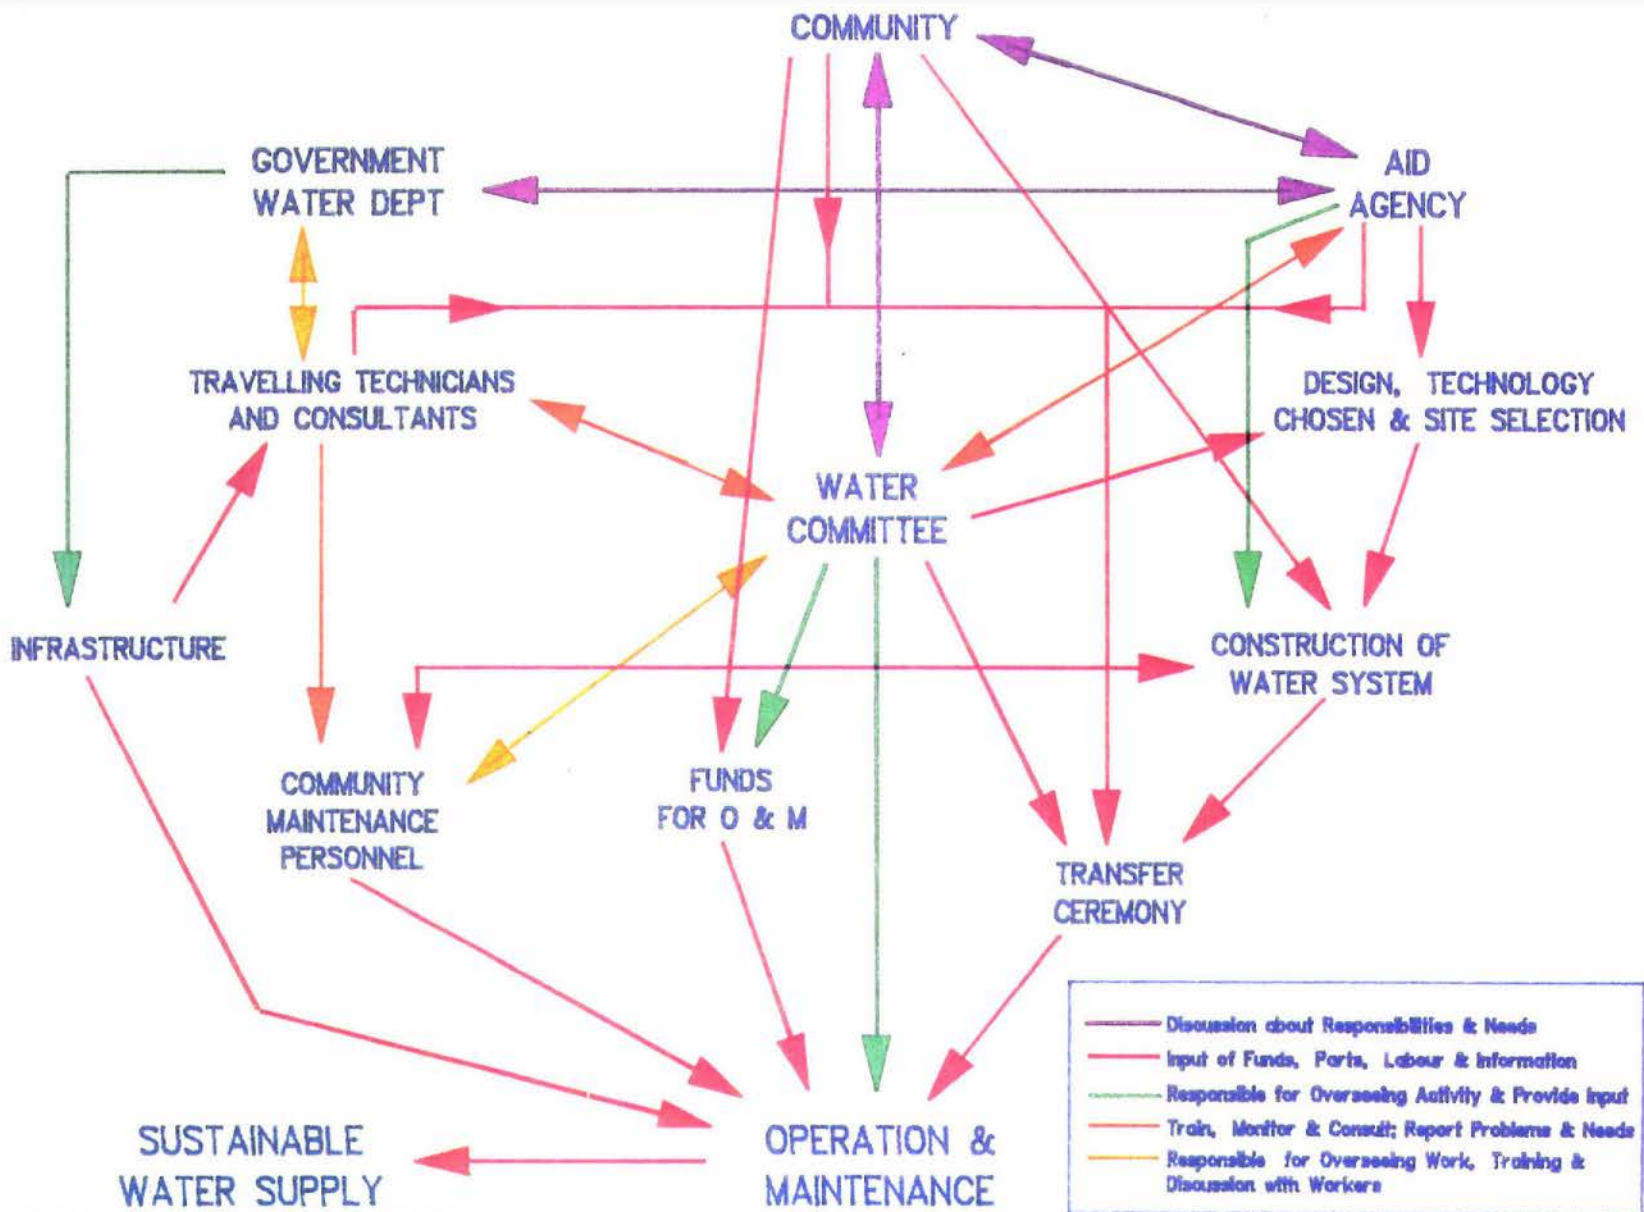 COMMUNITY
GOVERNMENT
WATER DEPT
AID
AGENCY
TRAVELLING TECHNICIANS
AND CONSULTANTS
DESIGN, TECHNOLOGY
CHOSEN & SITE SELECTION
WATER
COMMITTEE
INFRASTRUCTURE
CONSTRUCTION OF
WATER SYSTEM
COMMUNITY
MAINTENANCE
PERSONNEL
FUNDS
FOR O & M
TRANSFER
CEREMONY
Discussion about Responsibilities & Needs
Input of Funds, Parts, Labour & Information
Responsible for Overseeing Activity & Provide Input
Train, Monitor & Consult; Report Problems & Needs
Responsible for Overseeing Work, Training &
Discussion with Workers
SUSTAINABLE
WATER SUPPLY
OPERATION &
MAINTENANCE